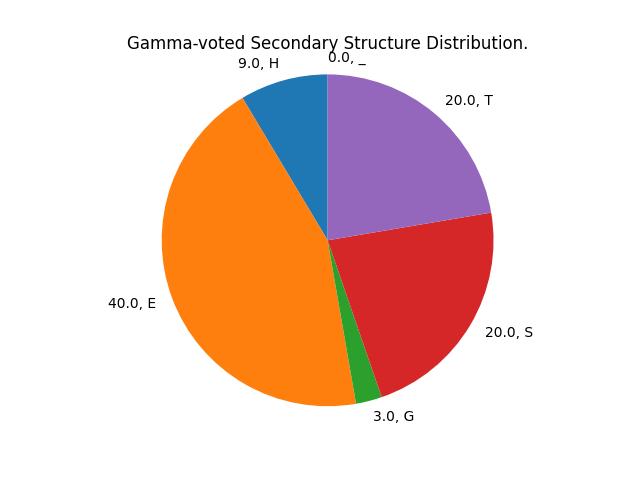 Gamma-voted Secondary Structure Distribution.
0.0, _
9.0, H
20.0, T
40.0, E
20.0, S
3.0, G